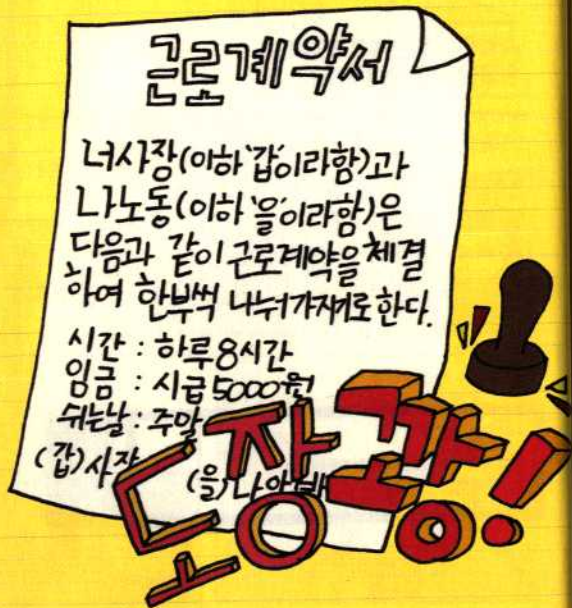 근로계약서
너사장(이하'갑'이라함)과
나노동(이하'을'이라함)은
다음과 같이 근로계약을 체결
하여 한부씩 나눠가지기로 한다.
시간 : 하루 8시간
임금 : 시급 5000원
쉬는날 : 주말
(갑)사장 (을)나
도장 쾅!